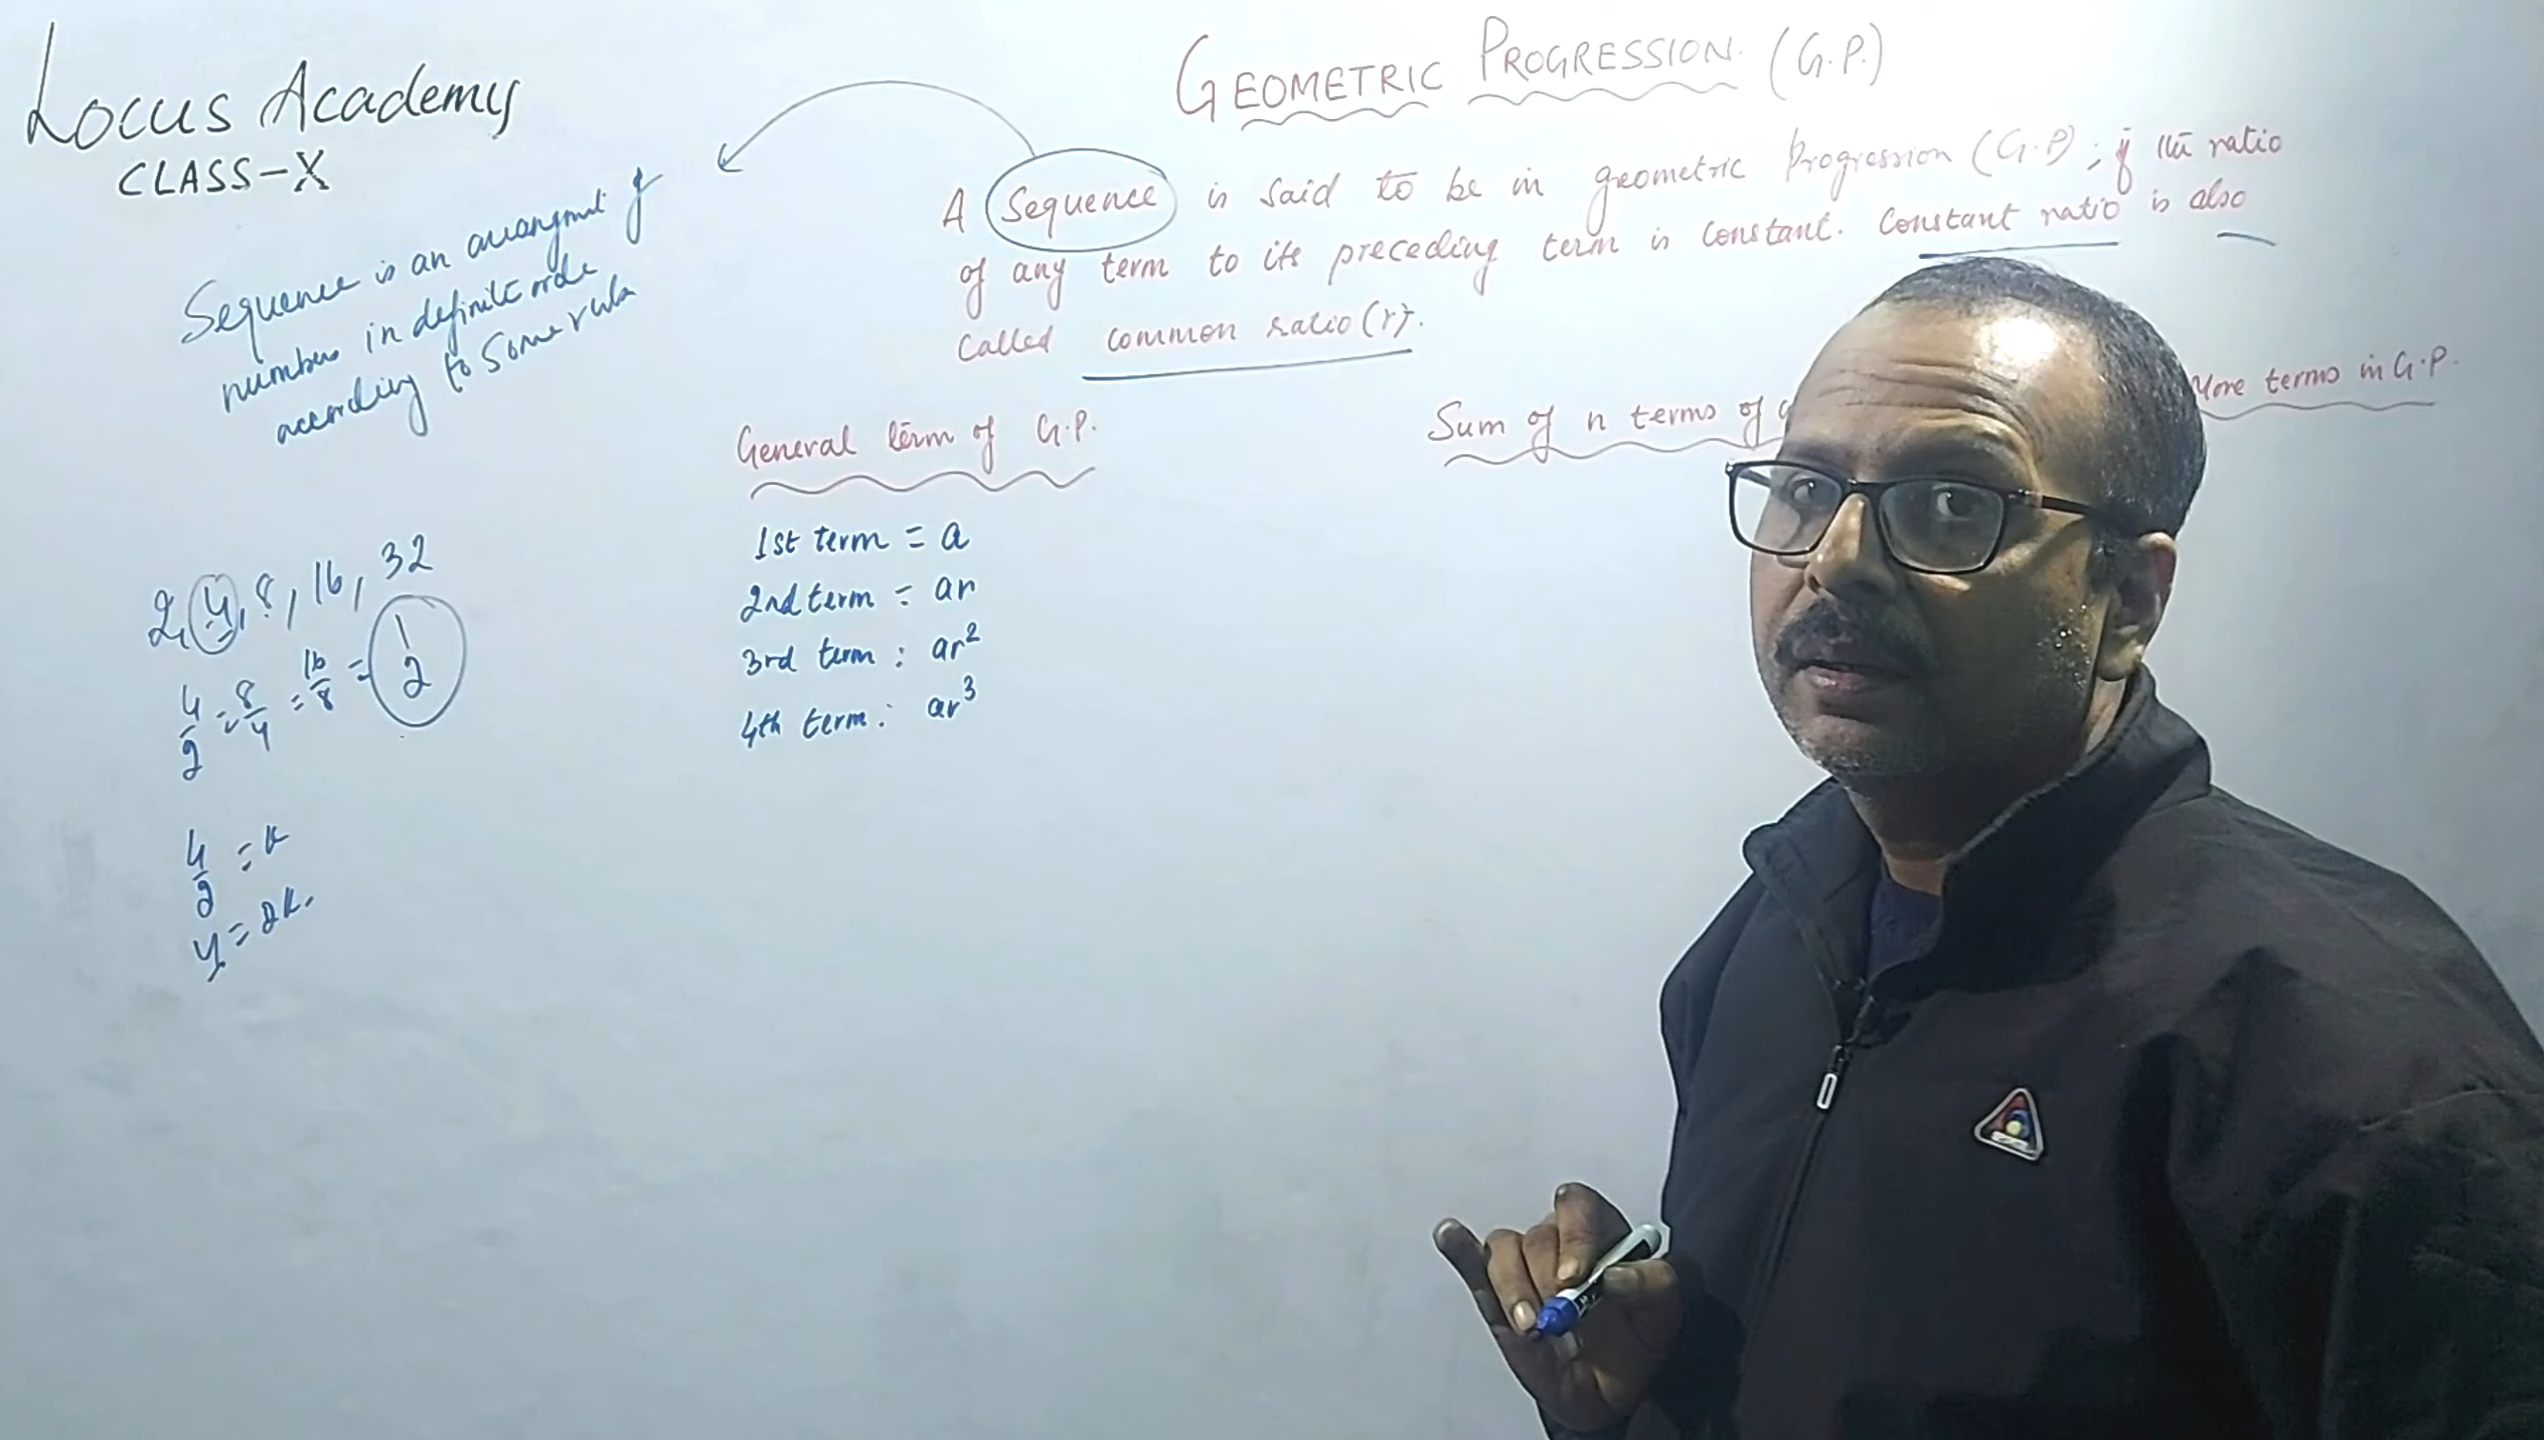 Locus Academy
CLASS-X
GEOMETRIC PROGRESSION (G.P.)
A Sequence is said to be in geometric Progression (G.P); if the ratio
of any term to its preceding term is constant. Constant ratio is also
called common ratio (r).
Sequence is an arrangment of
numbers in definite orde
according to Some rule
General term of G.P.
1st term = a
2nd term = ar
3rd term : ar²
4th term : ar³
Sum of n terms of
More terms in G.P.
2, 4, 8, 16, 32
4/2 = 8/4 = 16/8 =
4/2 = k
4 = 2k.